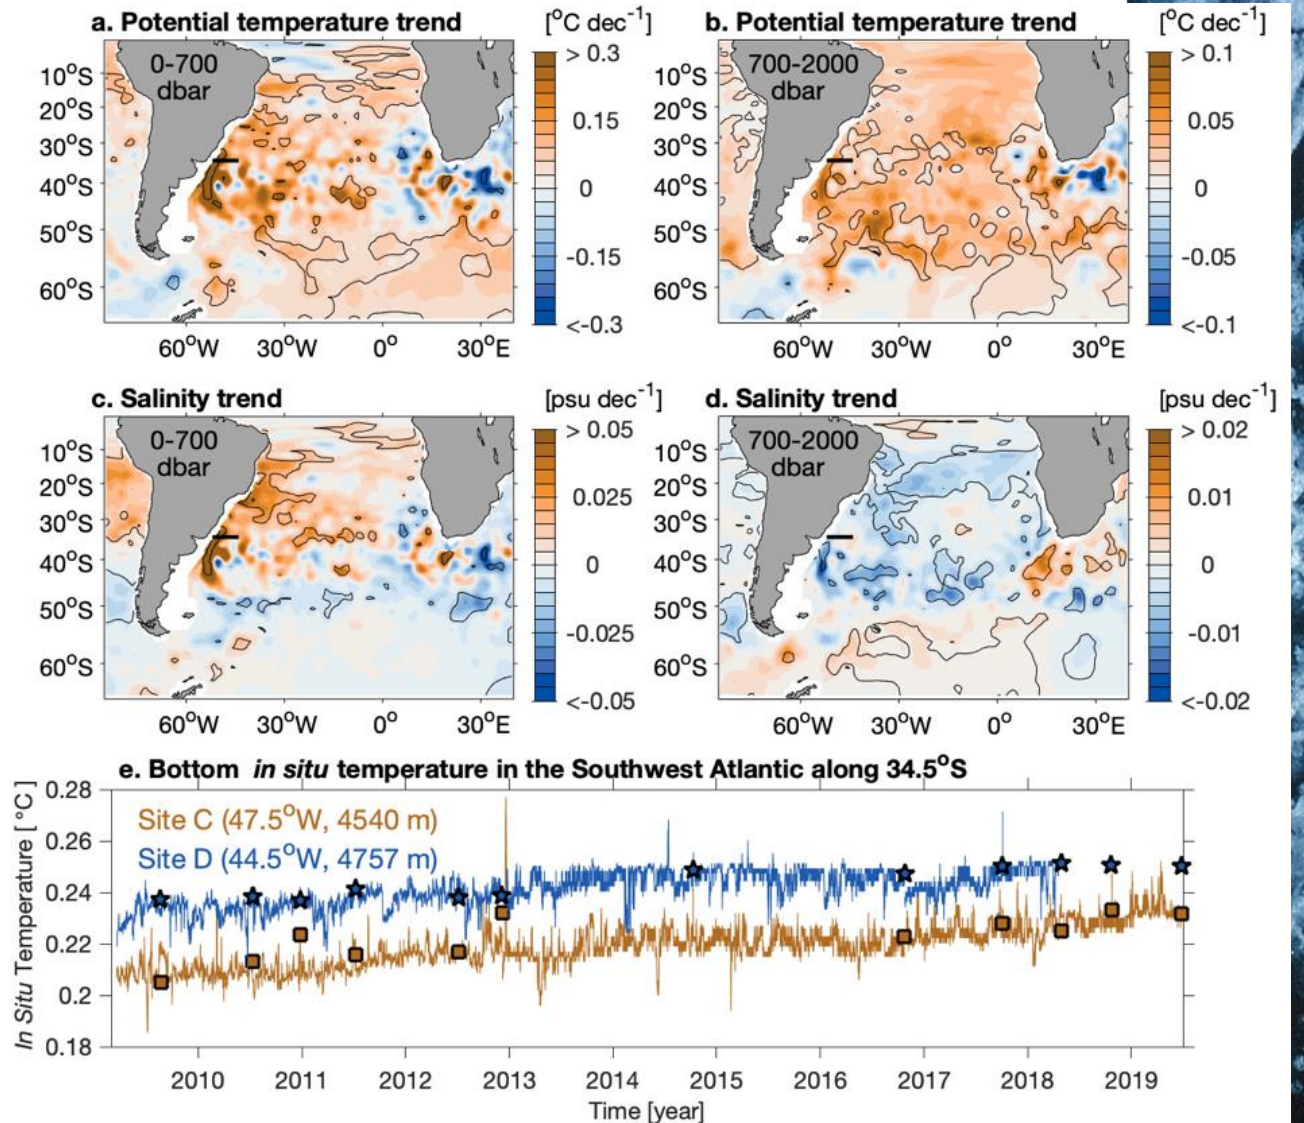 a. Potential temperature trend
[°C dec⁻¹]
0-700
dbar
10°S
20°S
30°S
40°S
50°S
60°S
60°W 30°W 0° 30°E
> 0.3
0.15
0
-0.15
<-0.3
b. Potential temperature trend
[°C dec⁻¹]
700-2000
dbar
10°S
20°S
30°S
40°S
50°S
60°S
60°W 30°W 0° 30°E
> 0.1
0.05
0
-0.05
<-0.1
c. Salinity trend
[psu dec⁻¹]
0-700
dbar
10°S
20°S
30°S
40°S
50°S
60°S
60°W 30°W 0° 30°E
> 0.05
0.025
0
-0.025
<-0.05
d. Salinity trend
[psu dec⁻¹]
700-2000
dbar
10°S
20°S
30°S
40°S
50°S
60°S
60°W 30°W 0° 30°E
> 0.02
0.01
0
-0.01
<-0.02
e. Bottom in situ temperature in the Southwest Atlantic along 34.5°S
In Situ Temperature [ °C]
0.28
0.26
0.24
0.22
0.2
0.18
Site C (47.5°W, 4540 m)
Site D (44.5°W, 4757 m)
2010 2011 2012 2013 2014 2015 2016 2017 2018 2019
Time [year]